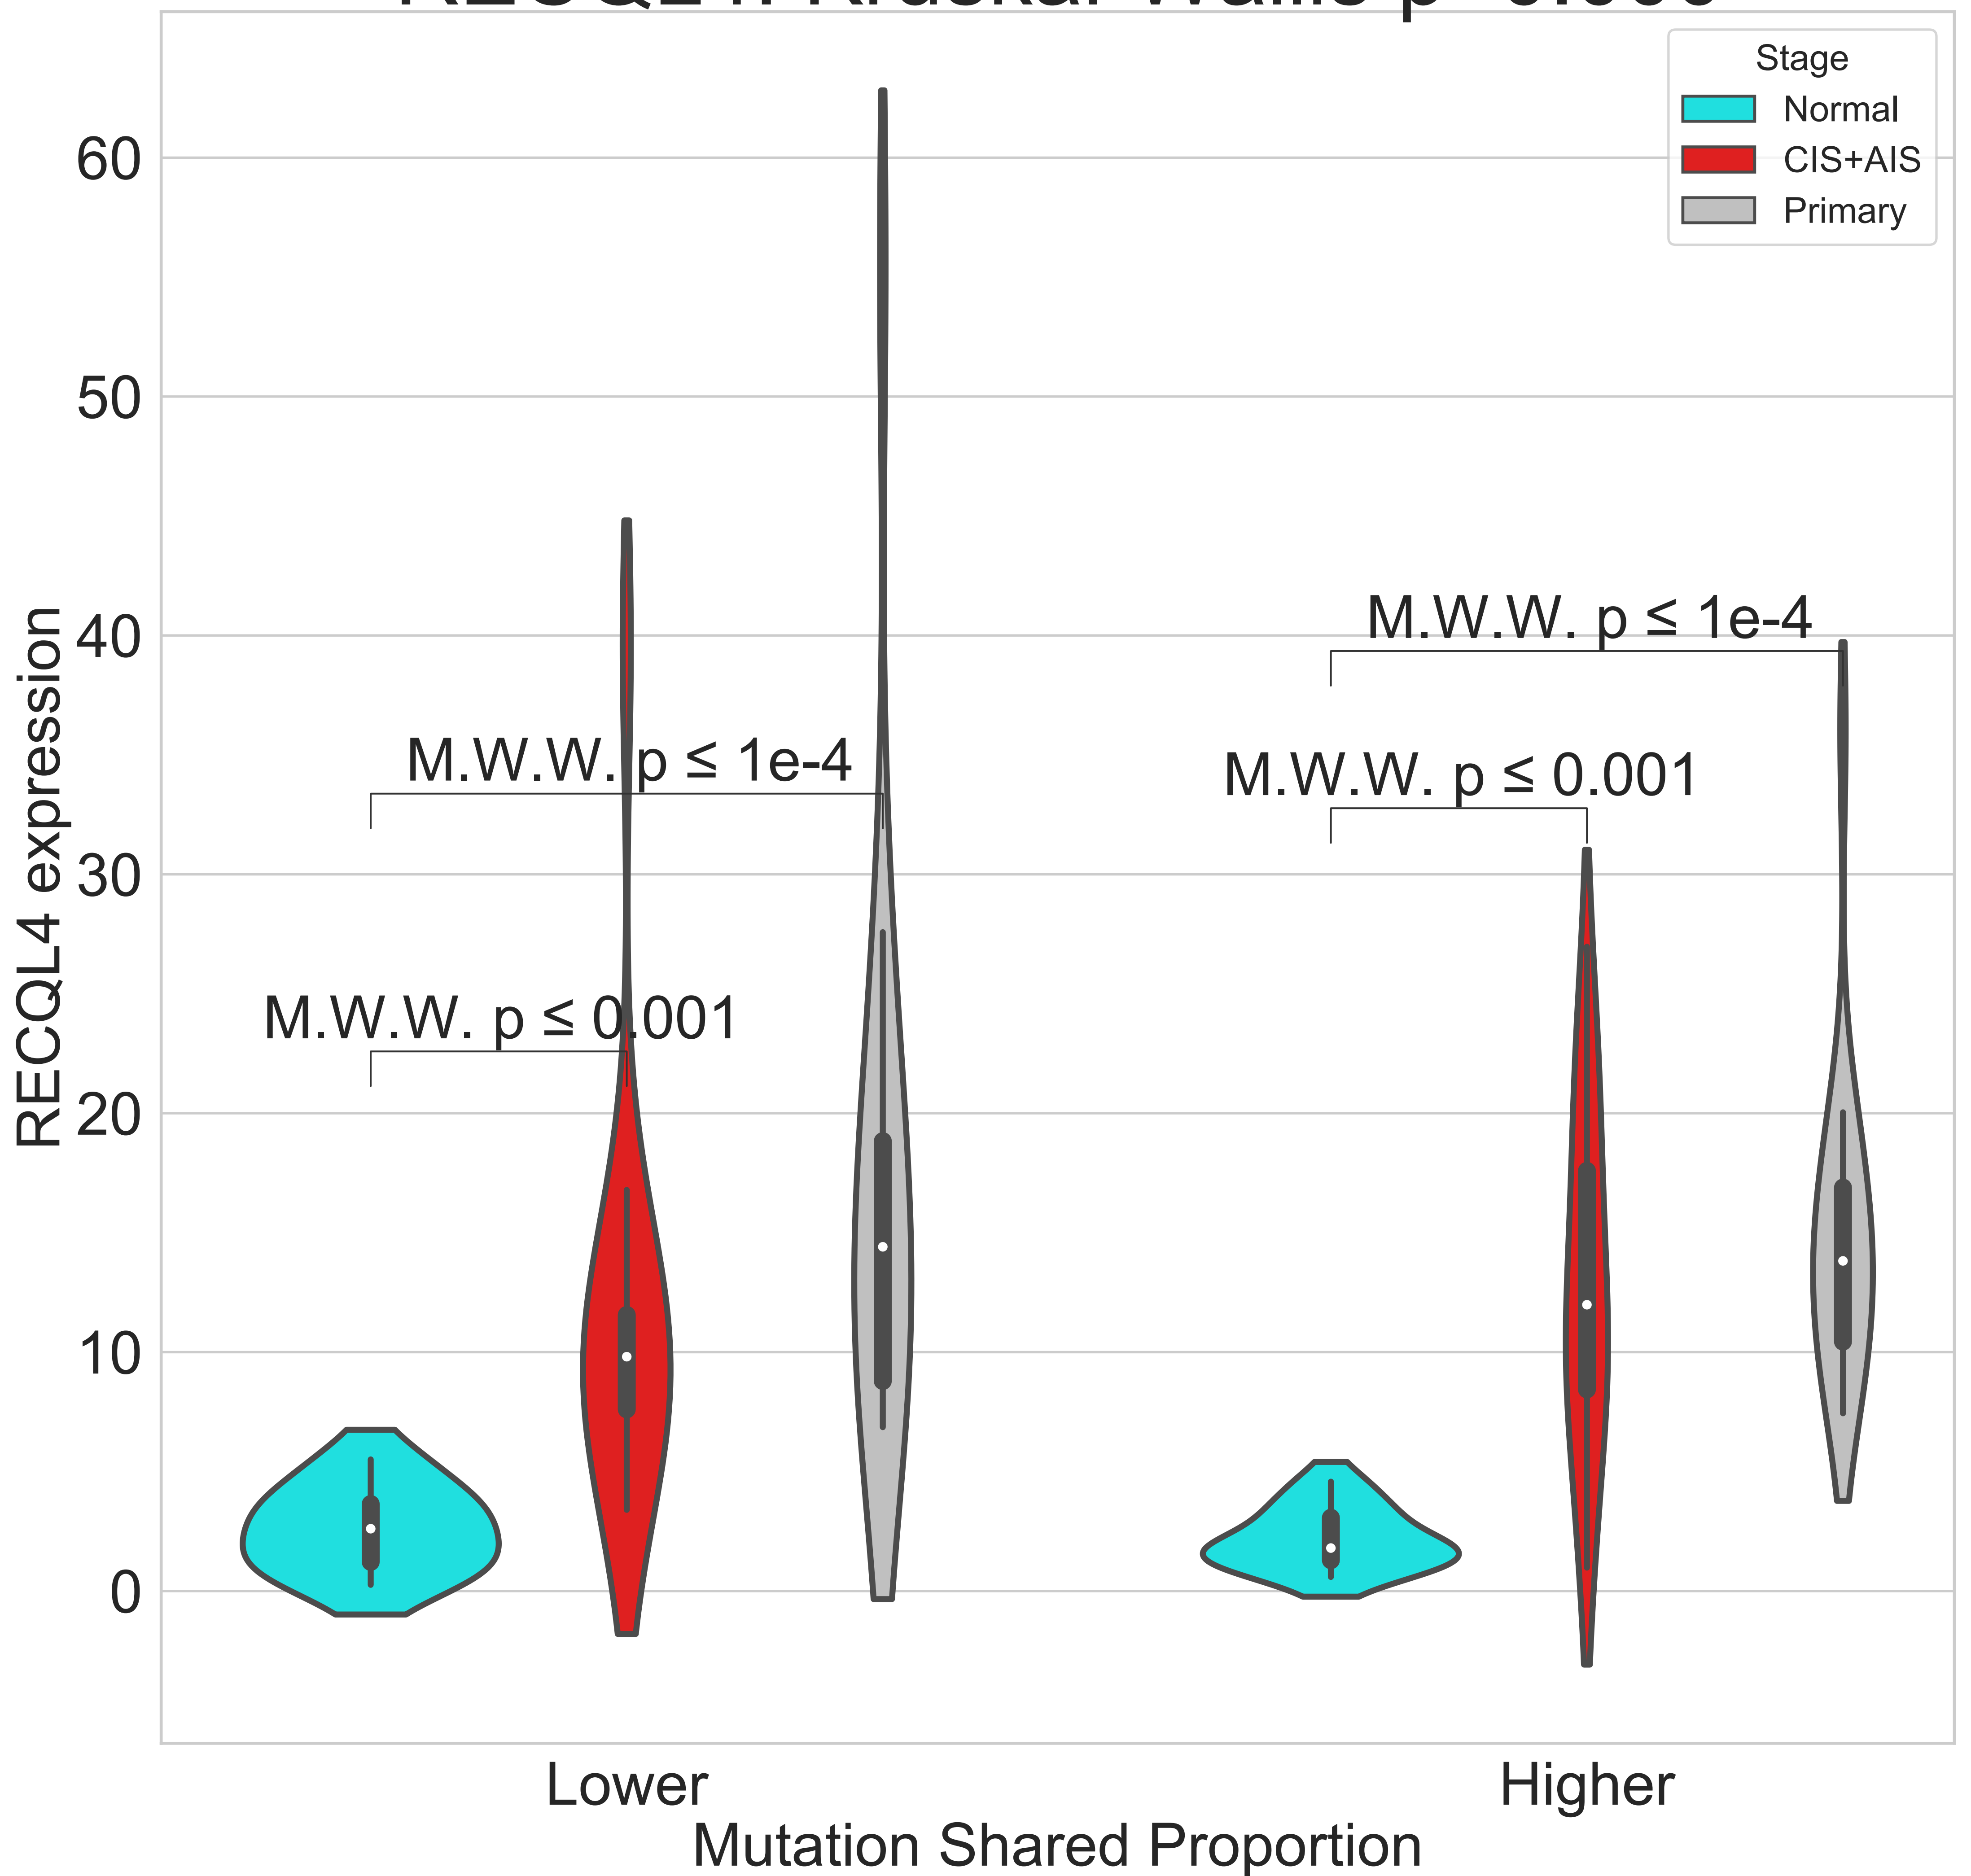 Stage
Normal
CIS+AIS
Primary
60
50
40
30
20
10
0
RECQL4 expression
M.W.W. p ≤ 1e-4
M.W.W. p ≤ 1e-4
M.W.W. p ≤ 0.001
M.W.W. p ≤ 0.001
Lower
Higher
Mutation Shared Proportion